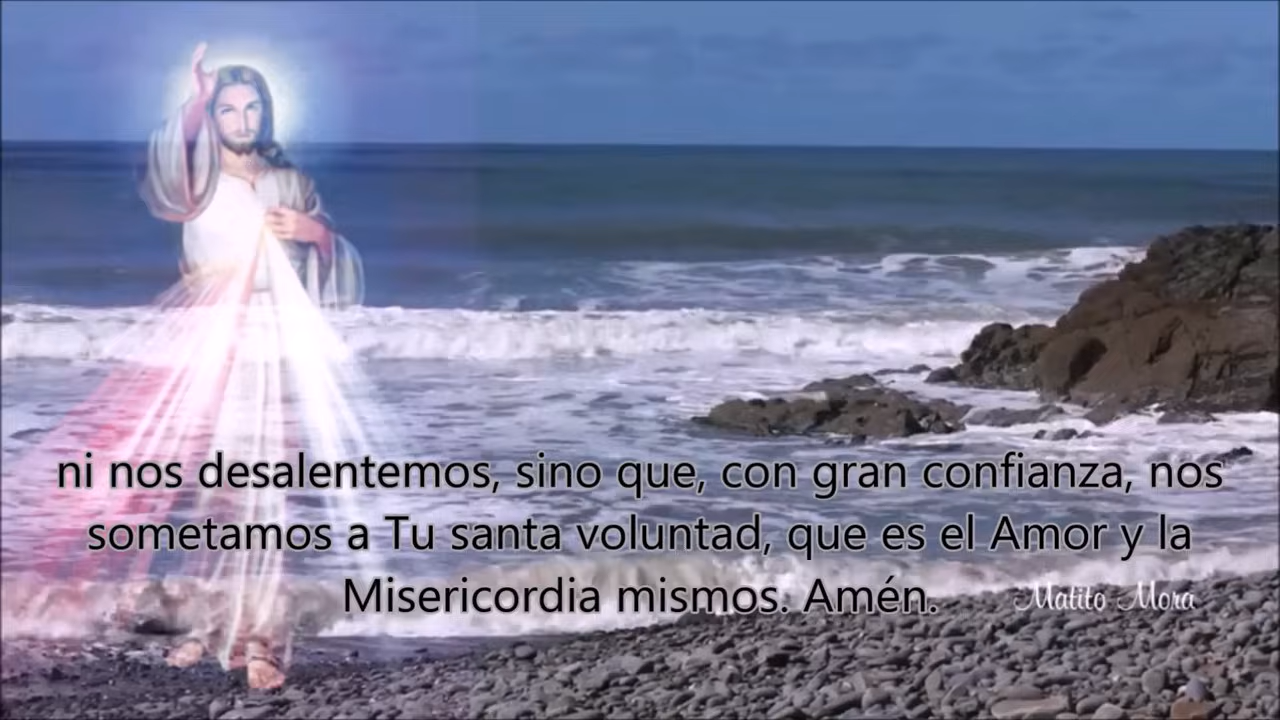 ni nos desalentemos, sino que, con gran confianza, nos
sometamos a Tu santa voluntad, que es el Amor y la
Misericordia mismos. Amén.
Matito Mora